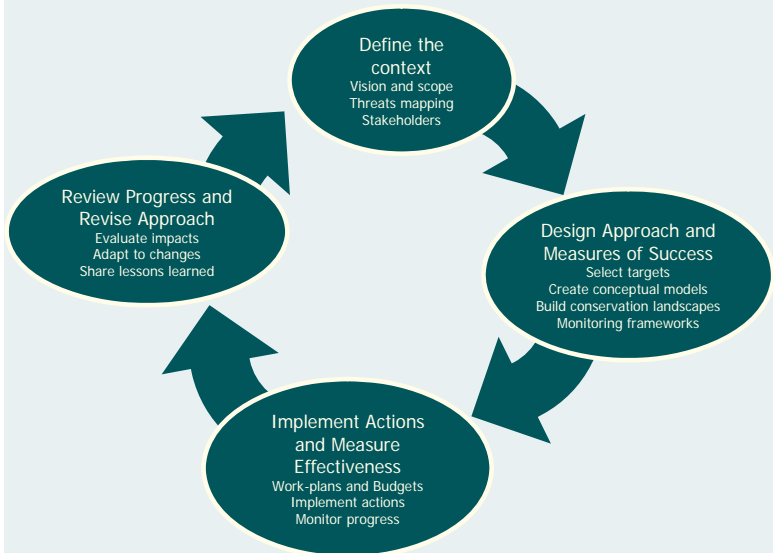 Define the
context
Vision and scope
Threats mapping
Stakeholders
Design Approach and
Measures of Success
Select targets
Create conceptual models
Build conservation landscapes
Monitoring frameworks
Implement Actions
and Measure
Effectiveness
Work-plans and Budgets
Implement actions
Monitor progress
Review Progress and
Revise Approach
Evaluate impacts
Adapt to changes
Share lessons learned